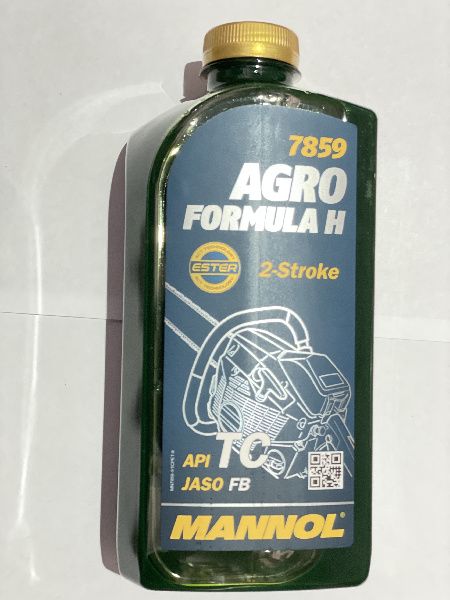 7859
AGRO
FORMULA H
ESTER
2-Stroke
API TC
JASO FB
MANNOL®